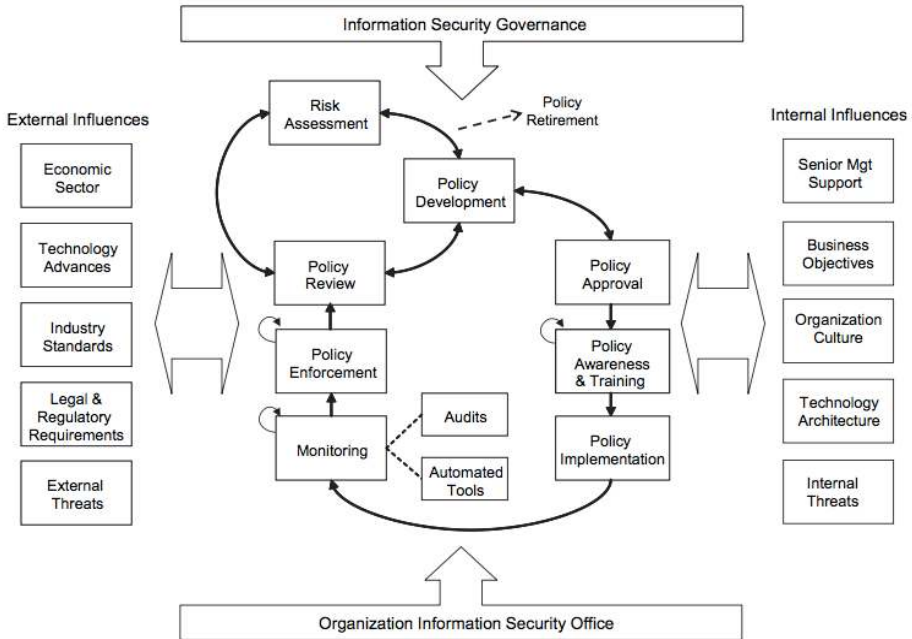 Information Security Governance
External Influences
Economic
Sector
Technology
Advances
Industry
Standards
Legal &
Regulatory
Requirements
External
Threats
Risk
Assessment
Policy
Retirement
Policy
Development
Policy
Review
Policy
Approval
Policy
Enforcement
Policy
Awareness
& Training
Monitoring
Audits
Automated
Tools
Policy
Implementation
Internal Influences
Senior Mgt
Support
Business
Objectives
Organization
Culture
Technology
Architecture
Internal
Threats
Organization Information Security Office